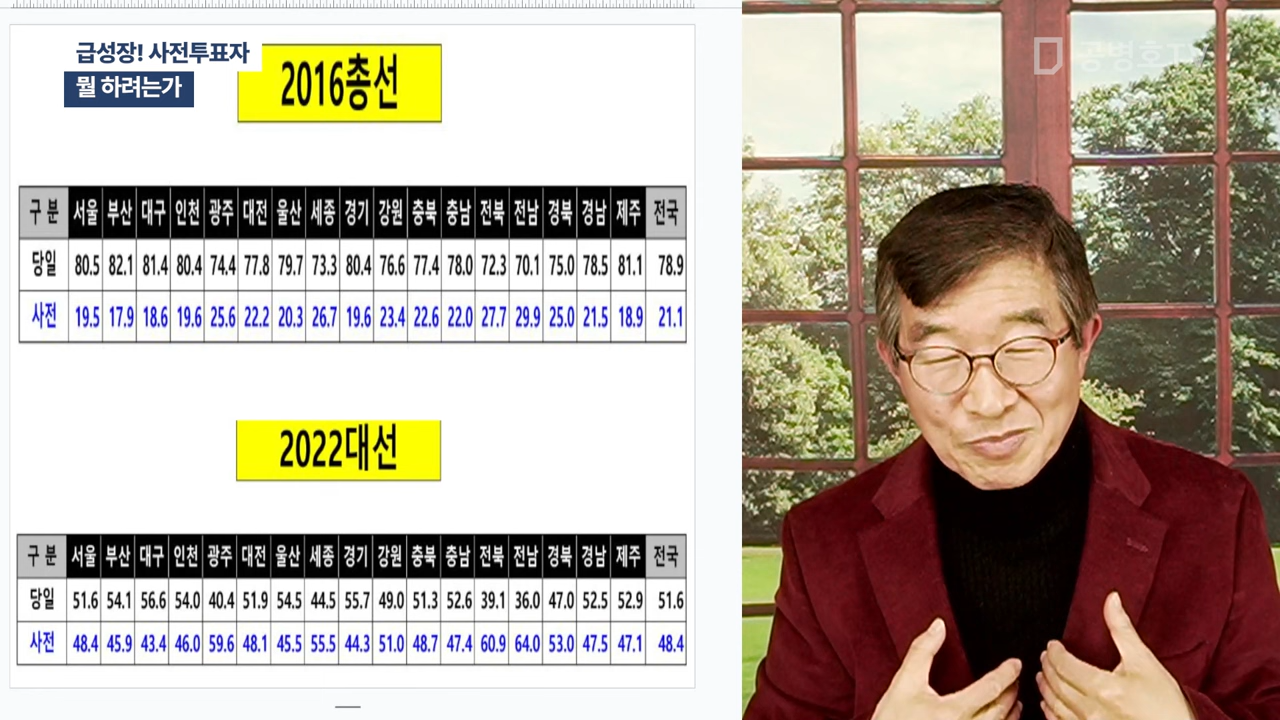 급성장! 사전투표자
뭘 하려는가
2016총선
구 분 서울 부산 대구 인천 광주 대전 울산 세종 경기 강원 충북 충남 전북 전남 경북 경남 제주 전국
당일 80.5 82.1 81.4 80.4 74.4 77.8 79.7 73.3 80.4 76.6 77.4 78.0 72.3 70.1 75.0 78.5 81.1 78.9
사전 19.5 17.9 18.6 19.6 25.6 22.2 20.3 26.7 19.6 23.4 22.6 22.0 27.7 29.9 25.0 21.5 18.9 21.1
2022대선
구 분 서울 부산 대구 인천 광주 대전 울산 세종 경기 강원 충북 충남 전북 전남 경북 경남 제주 전국
당일 51.6 54.1 56.6 54.0 40.4 51.9 54.5 44.5 55.7 49.0 51.3 52.6 39.1 36.0 47.0 52.5 52.9 51.6
사전 48.4 45.9 43.4 46.0 59.6 48.1 45.5 55.5 44.3 51.0 48.7 47.4 60.9 64.0 53.0 47.5 47.1 48.4
공병호TV